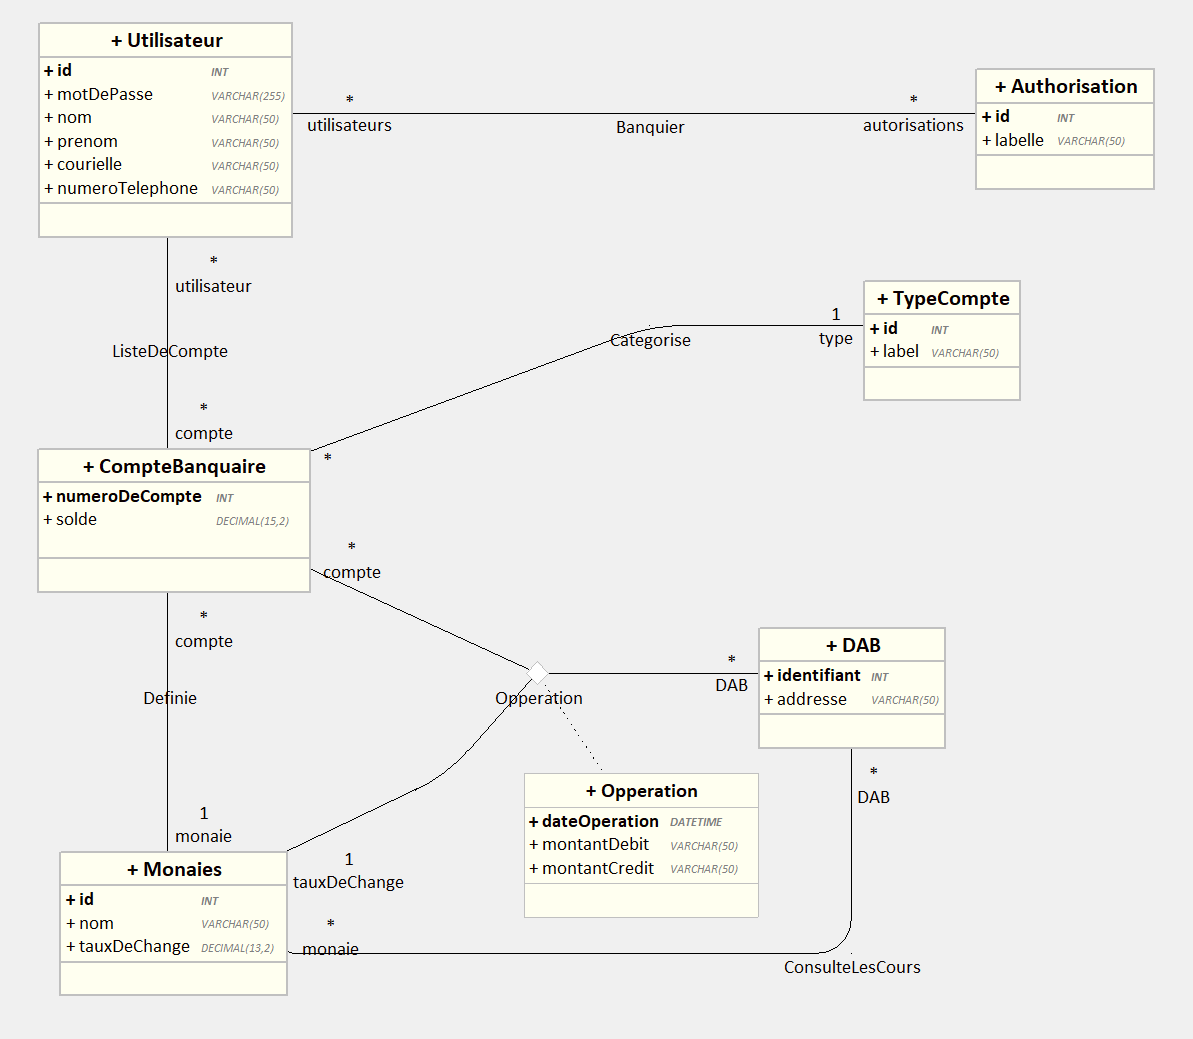 + Utilisateur
+ id INT
+ motDePasse VARCHAR(255)
+ nom VARCHAR(50)
+ prenom VARCHAR(50)
+ courielle VARCHAR(50)
+ numeroTelephone VARCHAR(50)
* *
utilisateurs Banquier autorisations
+ Authorisation
+ id INT
+ labelle VARCHAR(50)
*
utilisateur
ListeDeCompte
*
compte
+ TypeCompte
+ id INT
+ label VARCHAR(50)
1
type
Categorise
*
+ CompteBanquaire
+ numeroDeCompte INT
+ solde DECIMAL(15,2)
*
compte
*
compte
Definie
1
monaie
Opperation
*
DAB
+ DAB
+ identifiant INT
+ addresse VARCHAR(50)
*
DAB
+ Opperation
+ dateOperation DATETIME
+ montantDebit VARCHAR(50)
+ montantCredit VARCHAR(50)
+ Monaies
+ id INT
+ nom VARCHAR(50)
+ tauxDeChange DECIMAL(13,2)
1
tauxDeChange
*
monaie
ConsulteLesCours